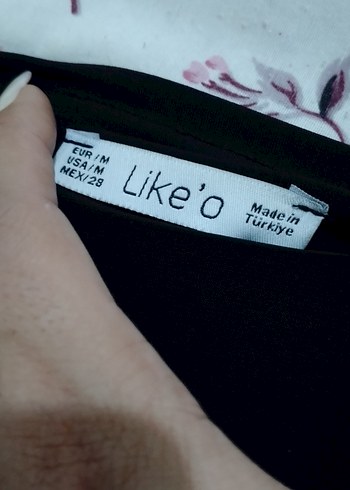 EUR/M
USA/M
MEX/28
Like'o
Made in
Türkiye